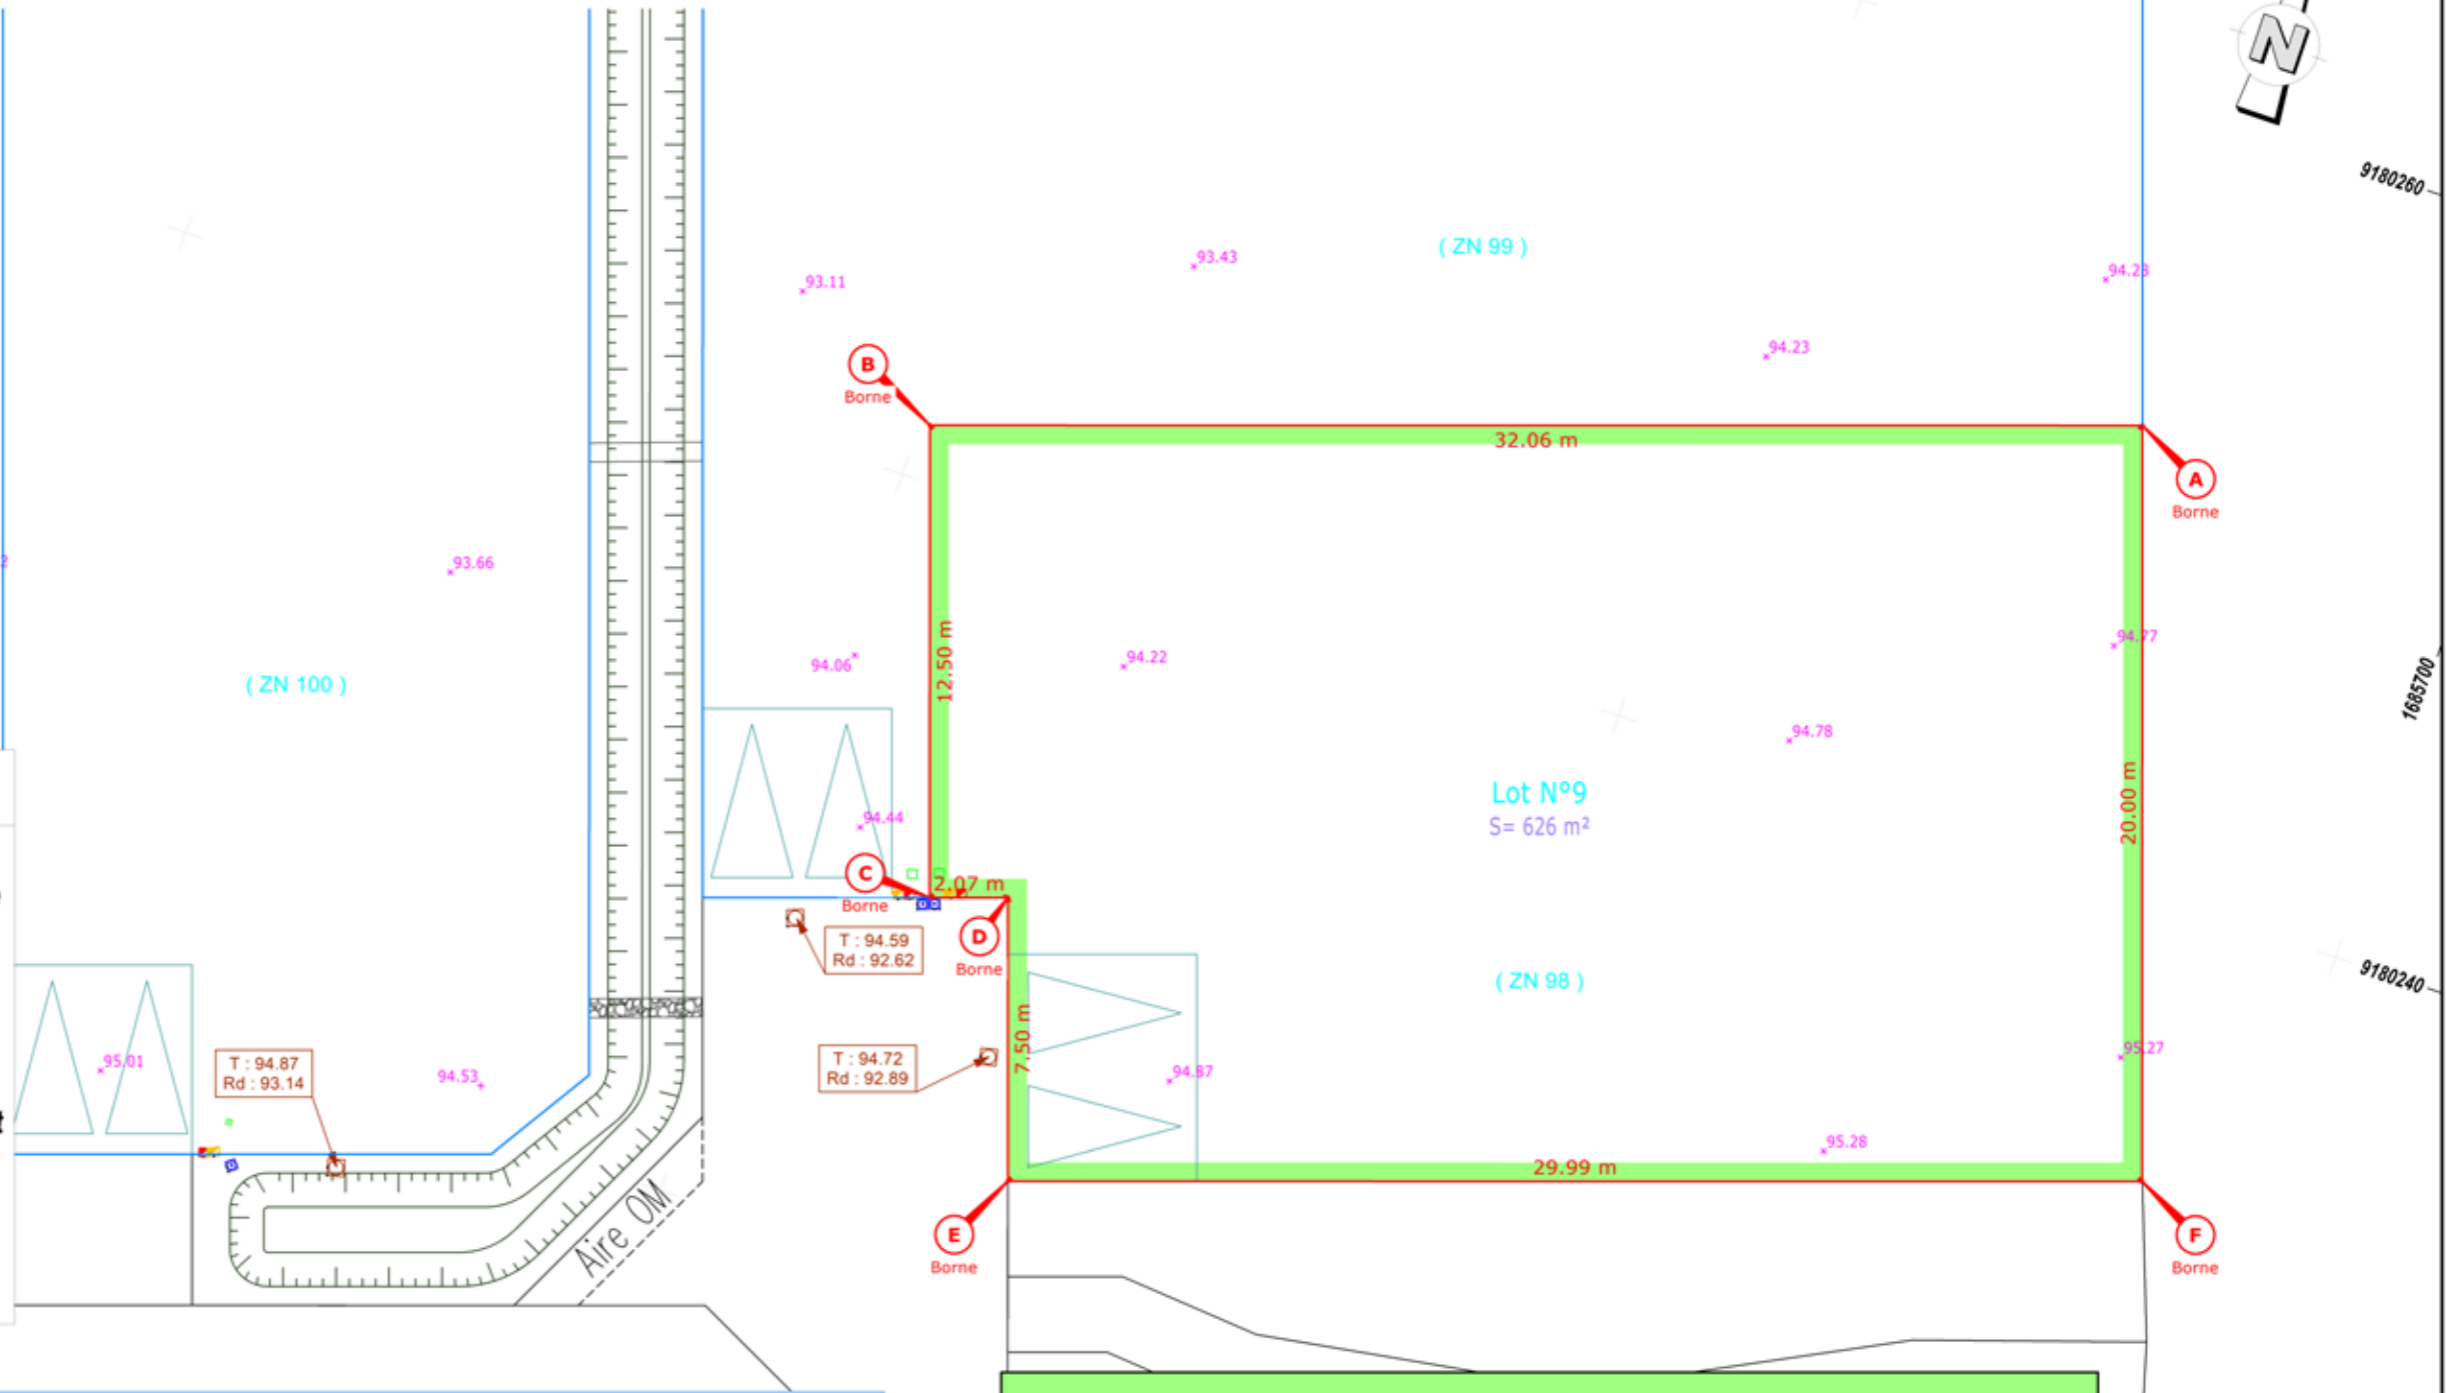 N
9180260
( ZN 99 )
93.43
94.23
93.11
94.23
B
Borne
32.06 m
A
Borne
93.66
12.50 m
94.77
94.06
94.22
1685700
( ZN 100 )
94.78
Lot N°9
20.00 m
S= 626 m²
94.44
C
2.07 m
Borne
D
T : 94.59
Rd : 92.62
Borne
( ZN 98 )
9180240
7.50 m
95.27
95.01
T : 94.87
Rd : 93.14
94.53
T : 94.72
Rd : 92.89
94.87
95.28
29.99 m
Aire OM
E
Borne
F
Borne